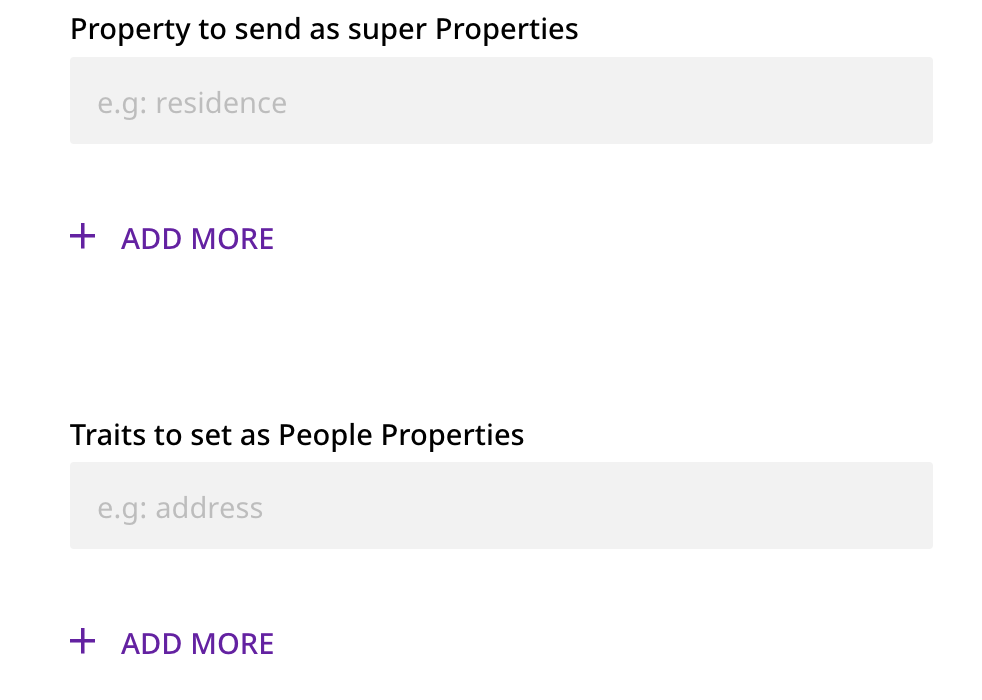 Property to send as super Properties
e.g: residence
+ ADD MORE
Traits to set as People Properties
e.g: address
+ ADD MORE